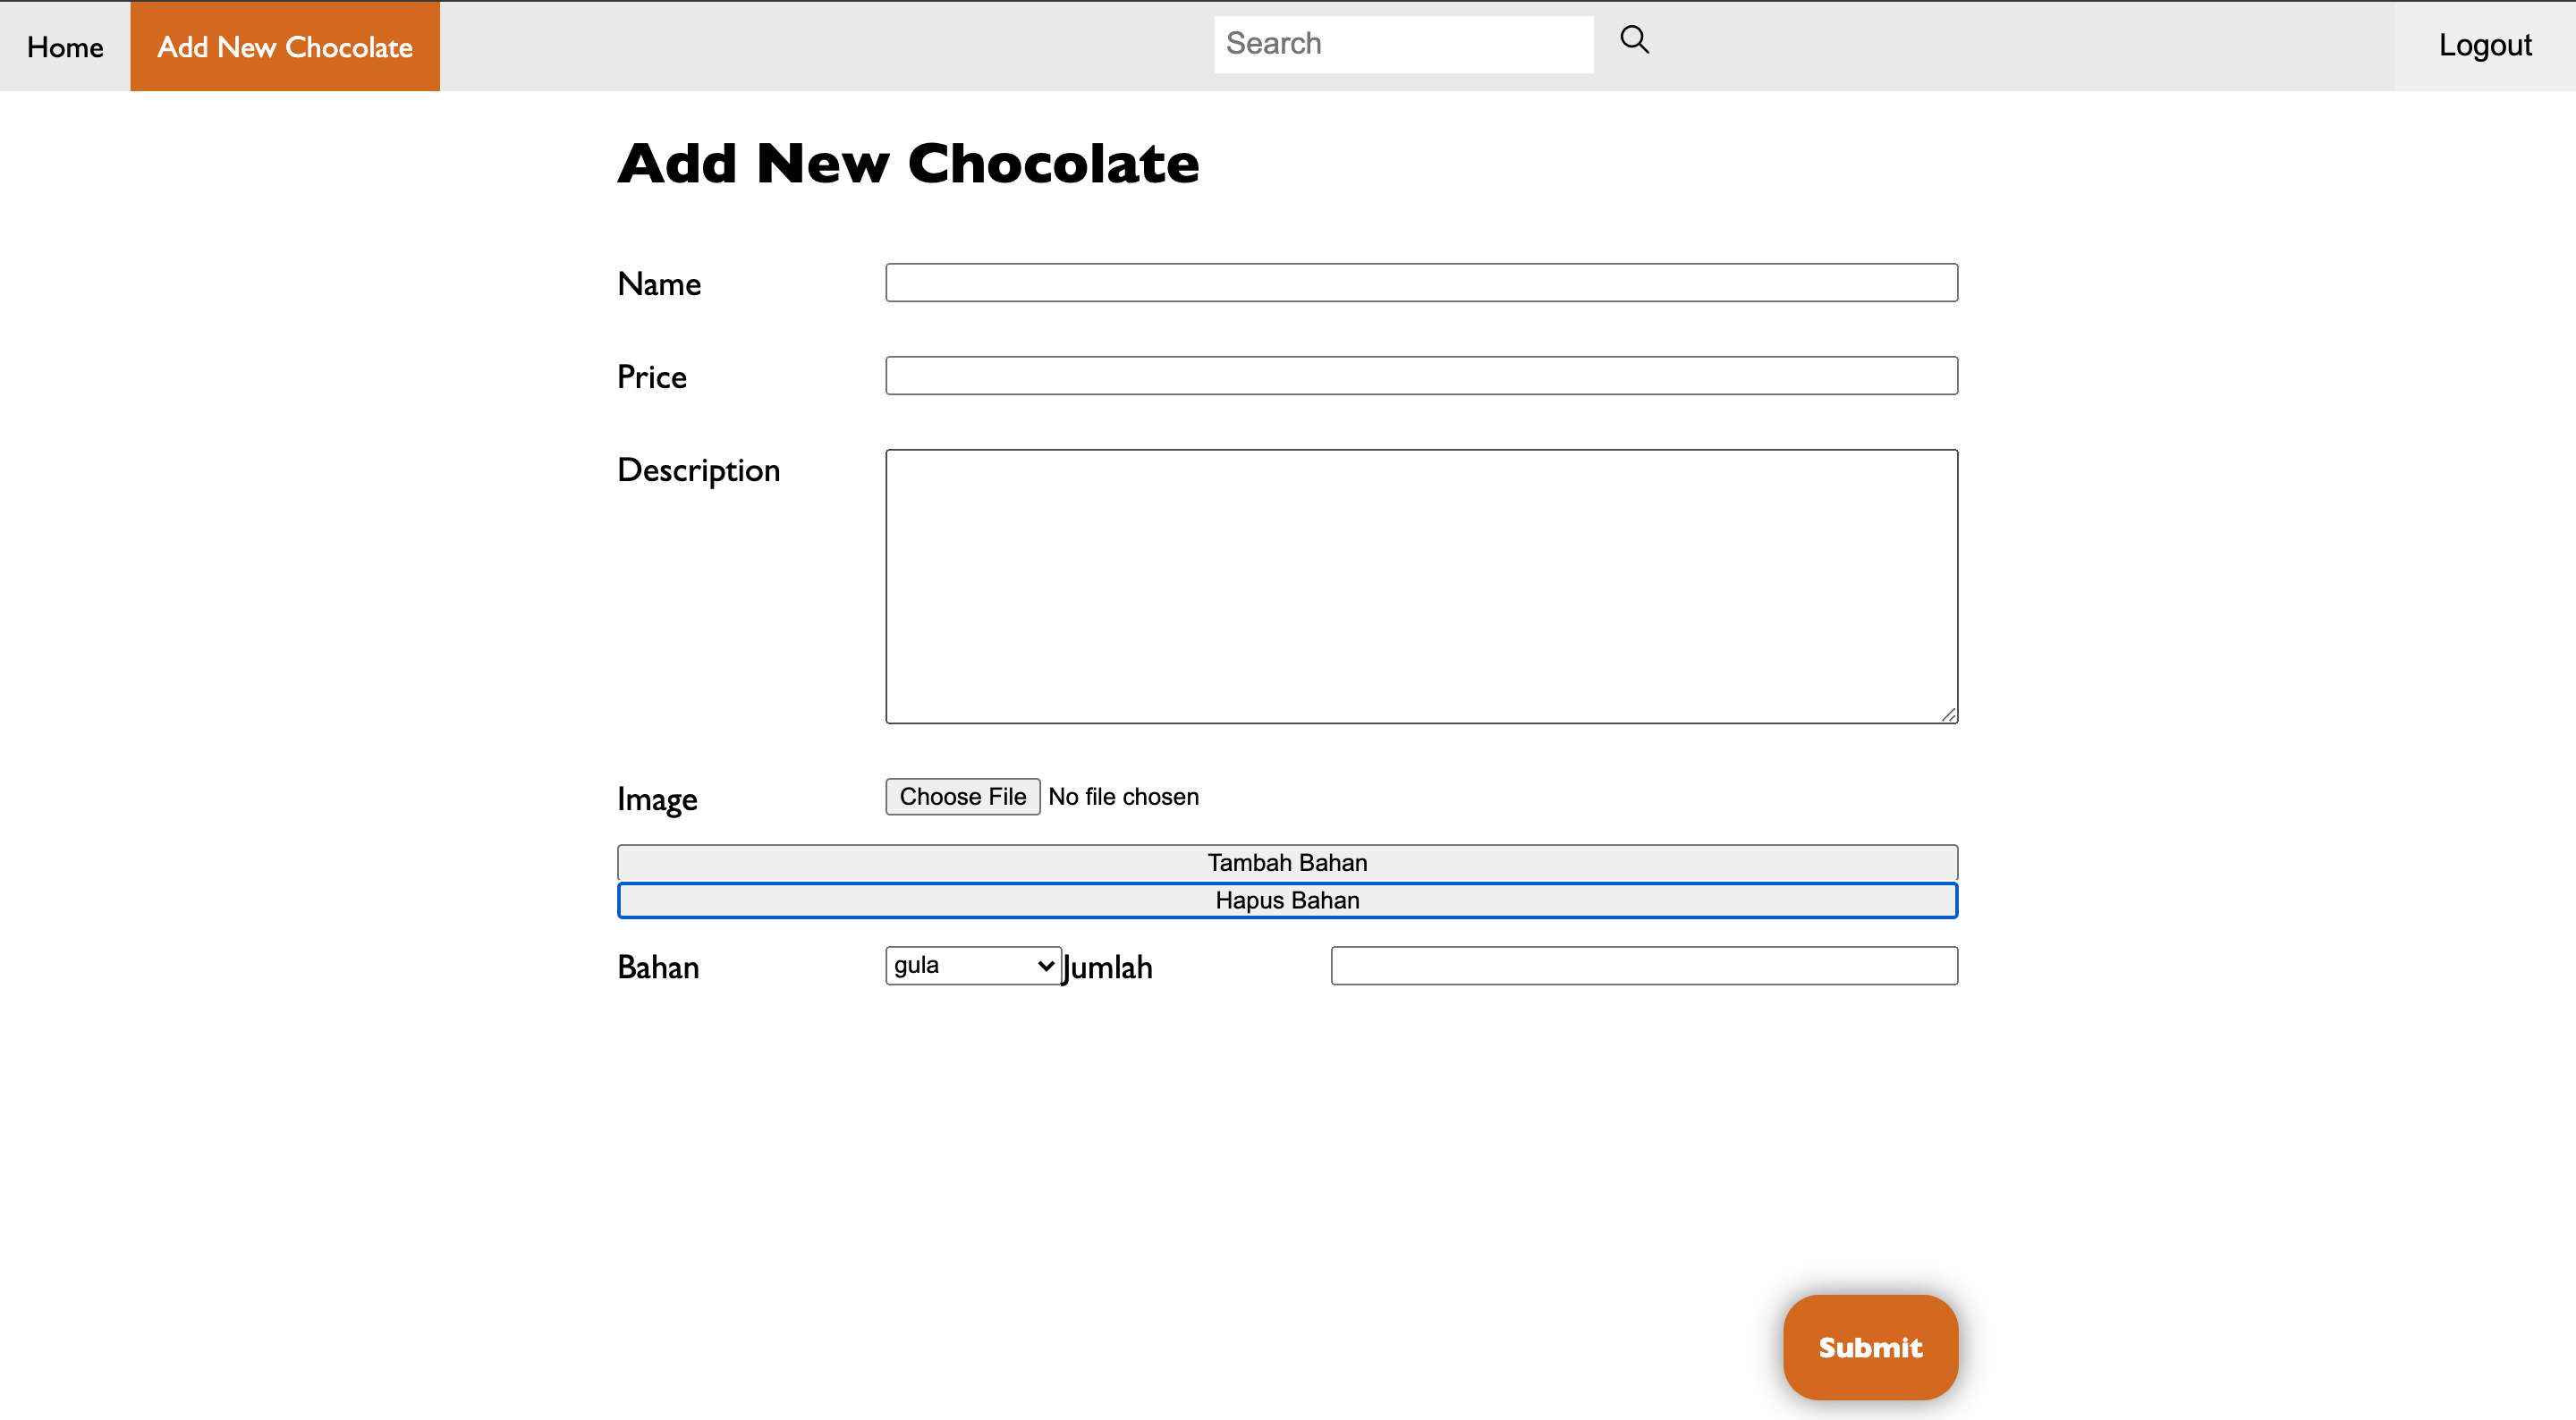 Home Add New Chocolate Search Logout
Add New Chocolate
Name
Price
Description
Image Choose File No file chosen
Tambah Bahan
Hapus Bahan
Bahan gula Jumlah
Submit